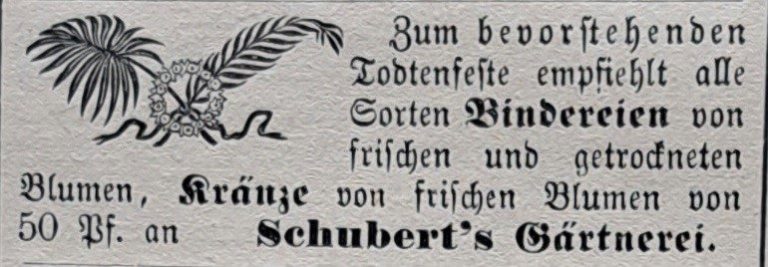 Zum bevorstehenden
Todtenfeste empfiehlt alle
Sorten Bindereien von
frischen und getrockneten
Blumen, Kränze von frischen Blumen von
50 Pf. an Schubert's Gärtnerei.